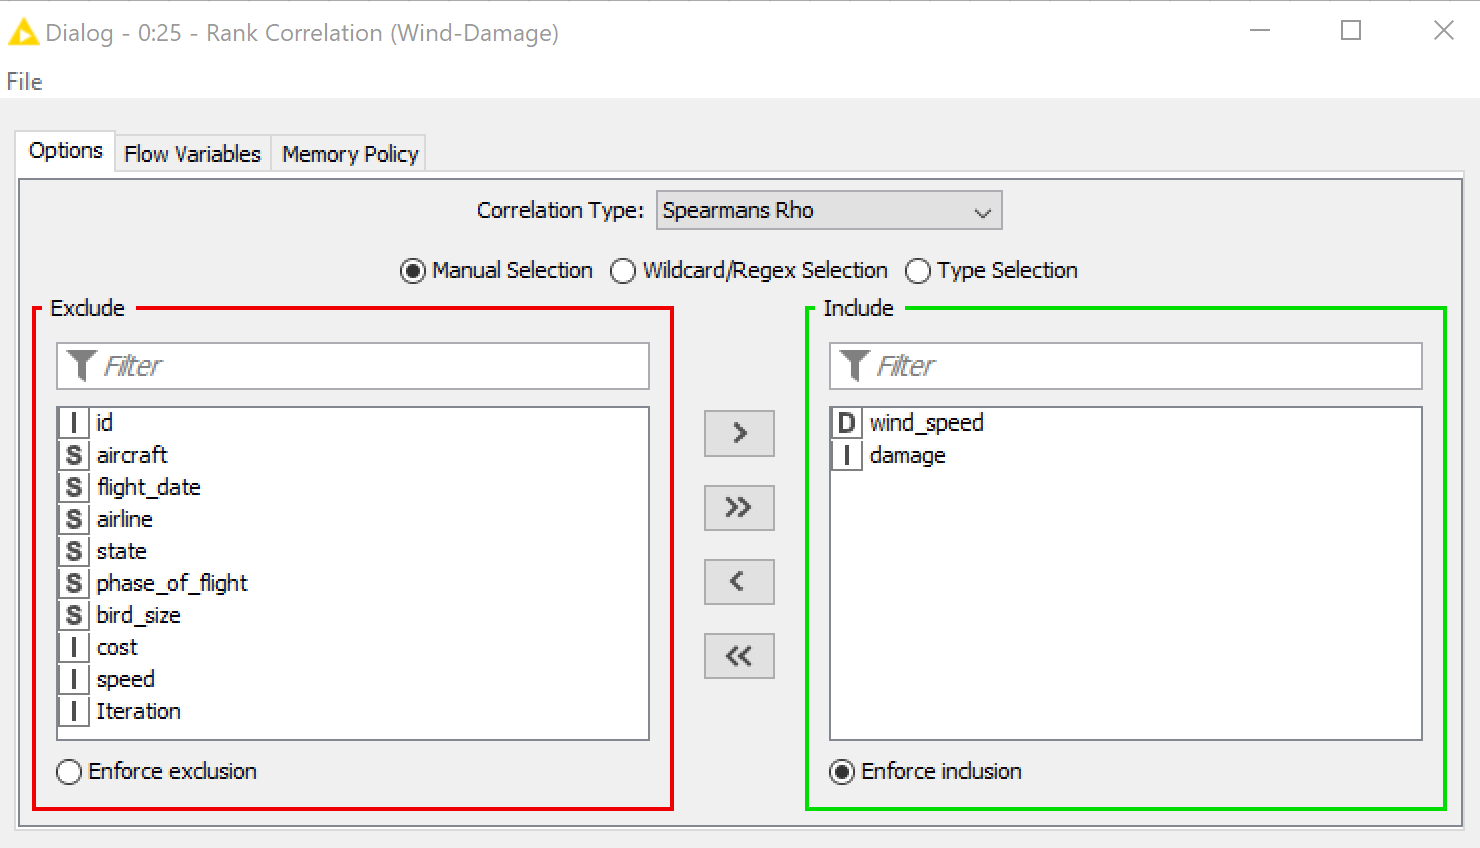 Dialog - 0:25 - Rank Correlation (Wind-Damage)
File
Options Flow Variables Memory Policy
Correlation Type: Spearmans Rho
Manual Selection Wildcard/Regex Selection Type Selection
Exclude
Filter
I id
S aircraft
S flight_date
S airline
S state
S phase_of_flight
S bird_size
I cost
I speed
I Iteration
Enforce exclusion
>
>>
<
<<
Include
Filter
D wind_speed
I damage
Enforce inclusion